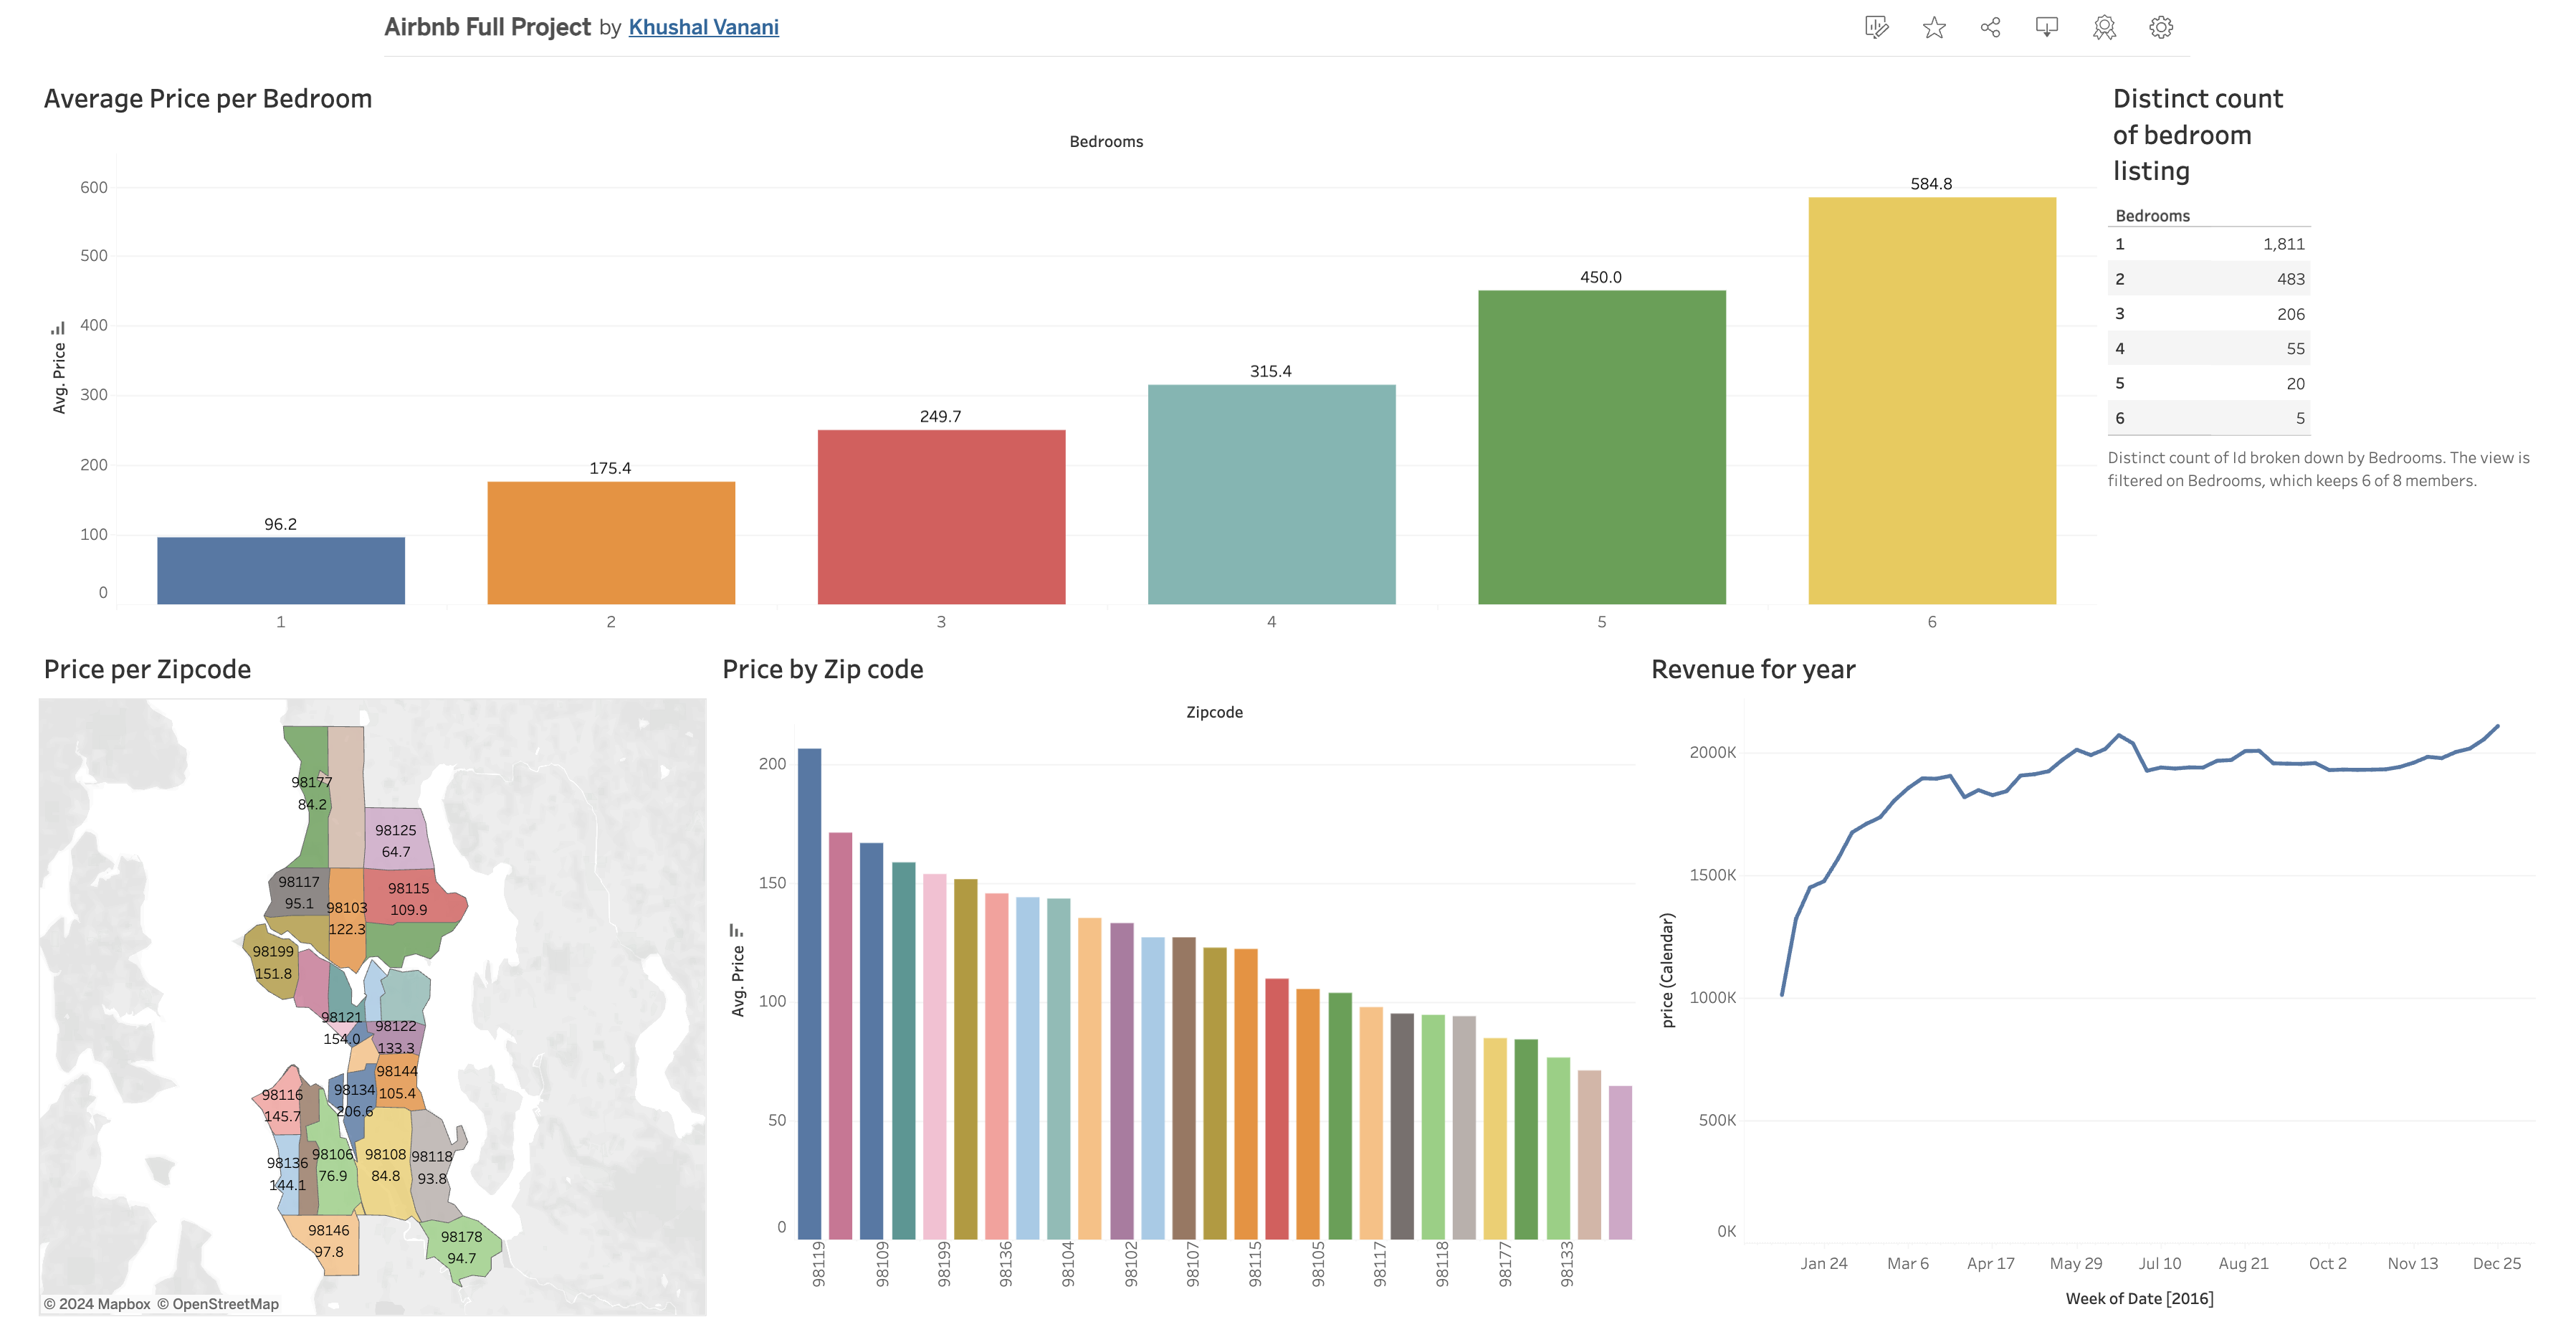 Airbnb Full Project by Khushal Vanani
Average Price per Bedroom
Bedrooms
Avg. Price
600
500
400
300
200
100
0
96.2
175.4
249.7
315.4
450.0
584.8
1
2
3
4
5
6
Distinct count
of bedroom
listing
Bedrooms
1 1,811
2 483
3 206
4 55
5 20
6 5
Distinct count of Id broken down by Bedrooms. The view is
filtered on Bedrooms, which keeps 6 of 8 members.
Price per Zipcode
98177
84.2
98125
64.7
98117
95.1
98103
122.3
98115
109.9
98199
151.8
98121
154.0
98122
133.3
98116
145.7
98134
206.6
98144
105.4
98136
144.1
98106
76.9
98108
84.8
98118
93.8
98146
97.8
98178
94.7
© 2024 Mapbox © OpenStreetMap
Price by Zip code
Zipcode
Avg. Price
200
150
100
50
0
98119
98109
98199
98136
98104
98102
98107
98115
98105
98117
98118
98177
98133
Revenue for year
price (Calendar)
2000K
1500K
1000K
500K
0K
Jan 24
Mar 6
Apr 17
May 29
Jul 10
Aug 21
Oct 2
Nov 13
Dec 25
Week of Date [2016]